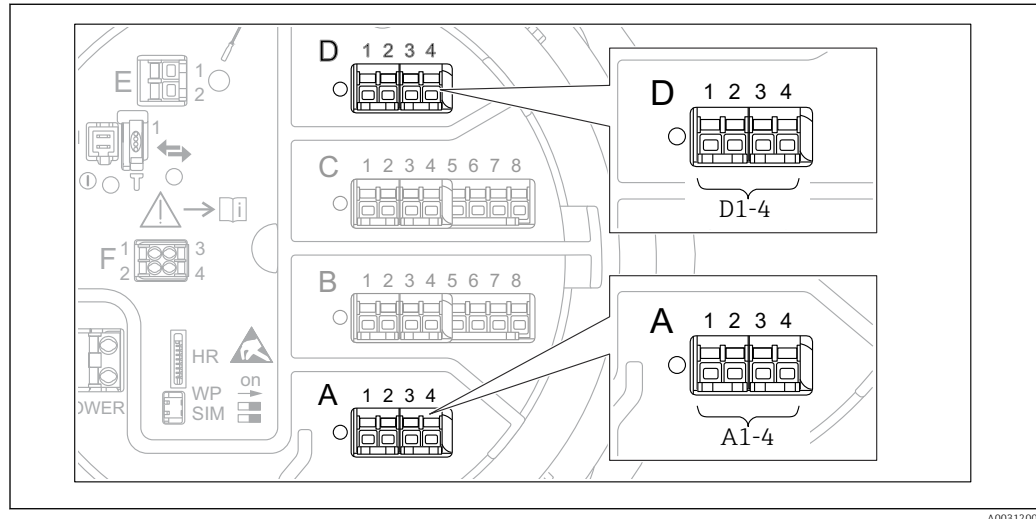 D 1 2 3 4
E 1
2
D 1 2 3 4
1
C 1 2 3 4 5 6 7 8
D1-4
i
F 1 3
2 4
B 1 2 3 4 5 6 7 8
A 1 2 3 4
HR
on
WP
SIM
OWER
A 1 2 3 4
A1-4
A0031200